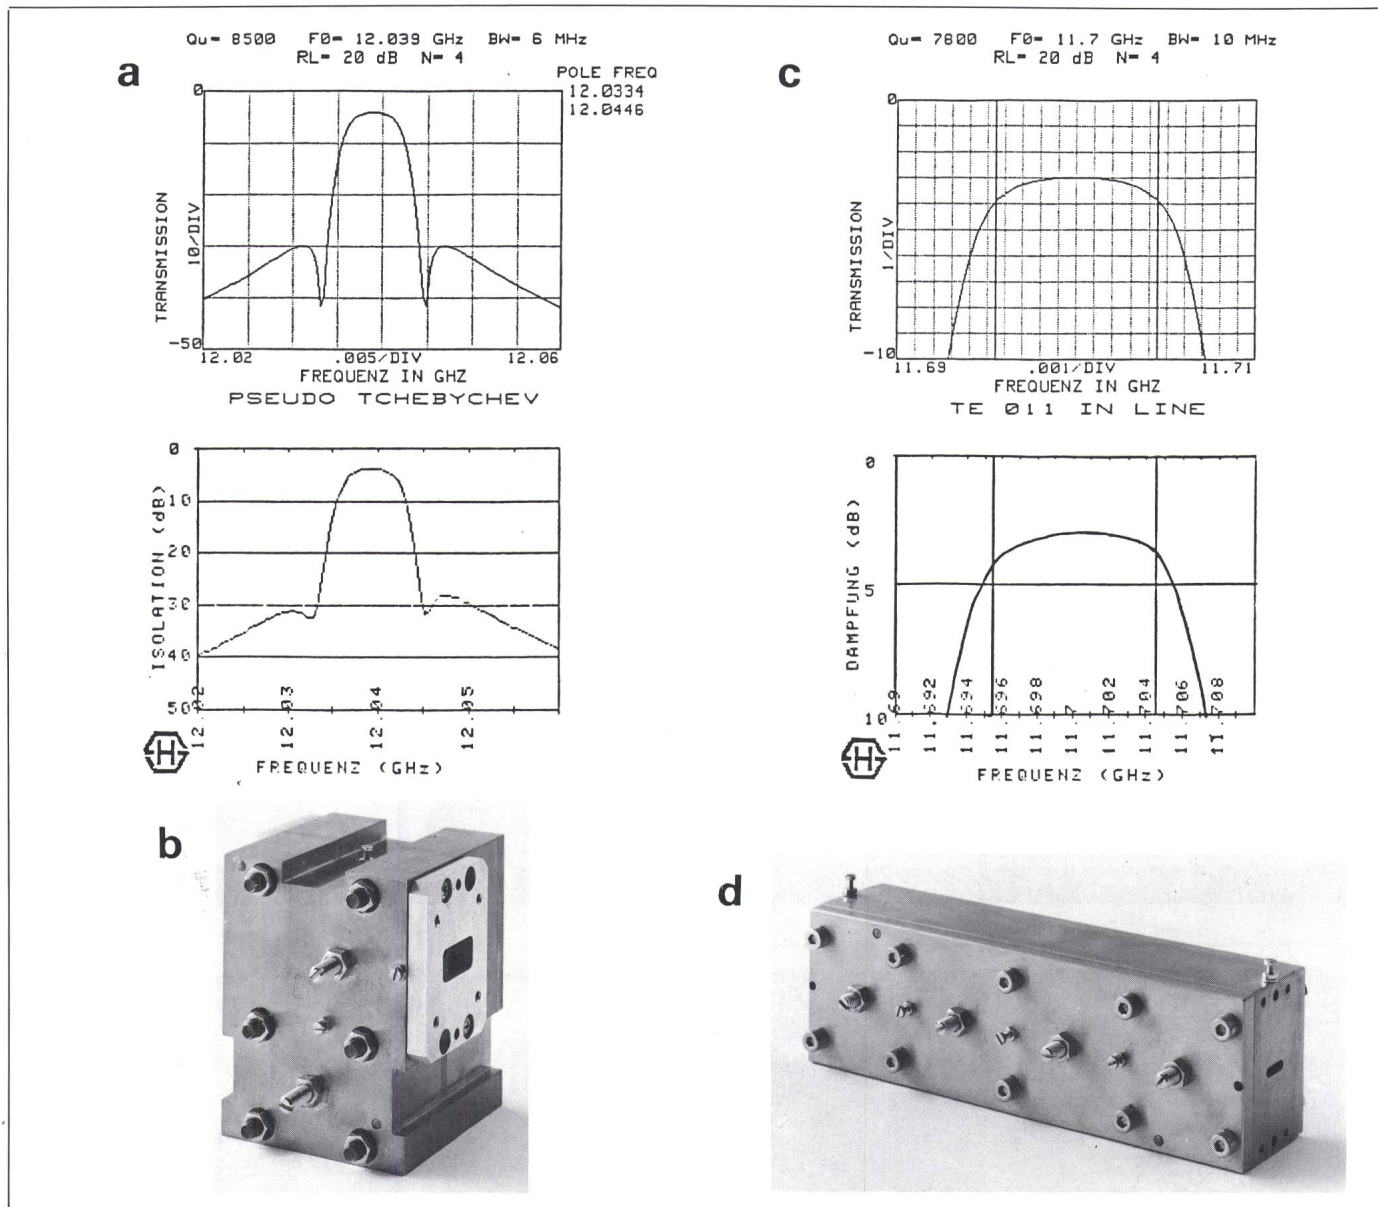 a
Qu= 8500 F0= 12.039 GHz BW= 6 MHz
RL= 20 dB N= 4
POLE FREQ
12.0334
12.0446
0
TRANSMISSION
10/DIV
-50
12.02 .005/DIV 12.06
FREQUENZ IN GHZ
PSEUDO TCHEBYCHEV
0
10
20
30
40
50
ISOLATION (dB)
12.02 12.03 12.04 12.05
H
FREQUENZ (GHz)
c
Qu= 7800 F0= 11.7 GHz BW= 10 MHz
RL= 20 dB N= 4
0
TRANSMISSION
1/DIV
-10
11.69 .001/DIV 11.71
FREQUENZ IN GHZ
TE 011 IN LINE
0
5
10
DAMPFUNG (dB)
11.69 11.692 11.694 11.696 11.698 11.7 11.702 11.704 11.706 11.708
H
FREQUENZ (GHz)
b
d